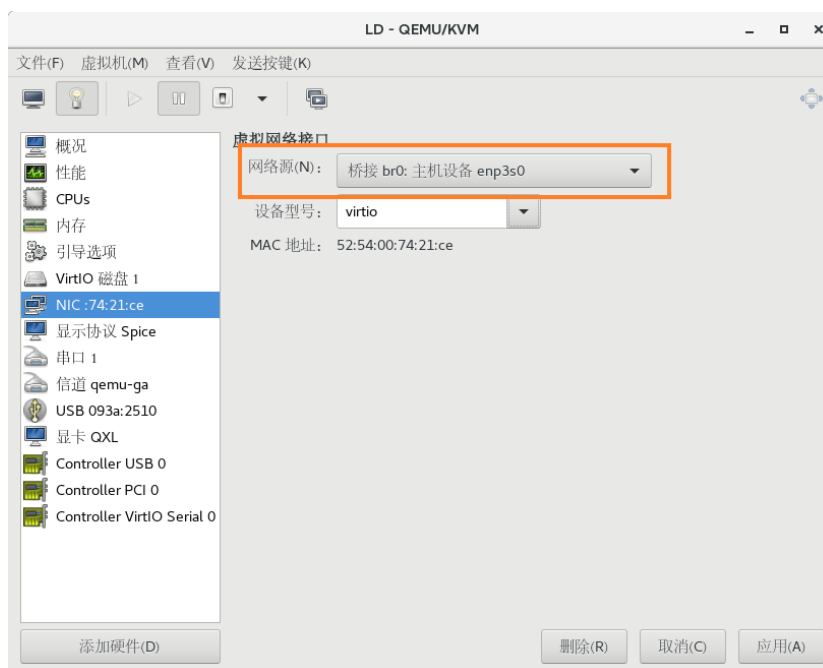 LD - QEMU/KVM
文件(F) 虚拟机(M) 查看(V) 发送按键(K)
概况
性能
CPUs
内存
引导选项
VirtIO 磁盘 1
NIC :74:21:ce
显示协议 Spice
串口 1
信道 qemu-ga
USB 093a:2510
显卡 QXL
Controller USB 0
Controller PCI 0
Controller VirtIO Serial 0
添加硬件(D)
虚拟网络接口
网络源(N): 桥接 br0: 主机设备 enp3s0
设备型号: virtio
MAC 地址: 52:54:00:74:21:ce
删除(R) 取消(C) 应用(A)